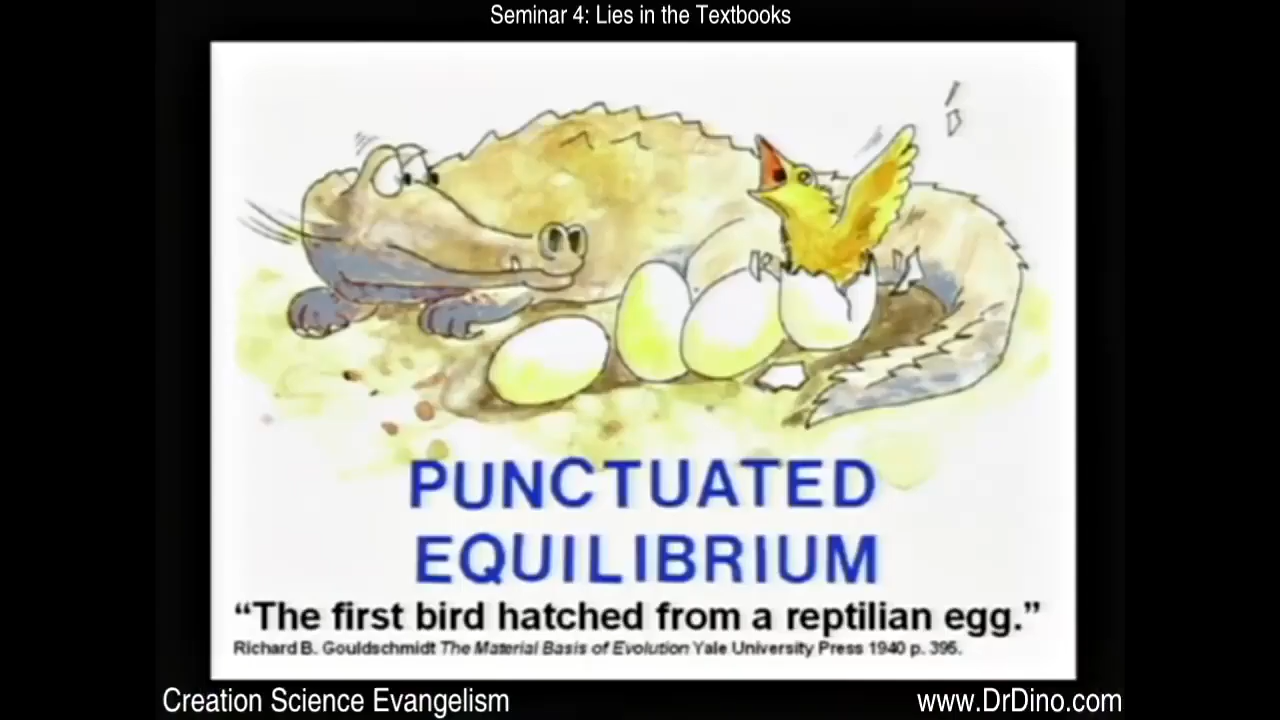 Seminar 4: Lies in the Textbooks
PUNCTUATED
EQUILIBRIUM
“The first bird hatched from a reptilian egg.”
Richard B. Gouldschmidt The Material Basis of Evolution Yale University Press 1940 p. 395.
Creation Science Evangelism
www.DrDino.com